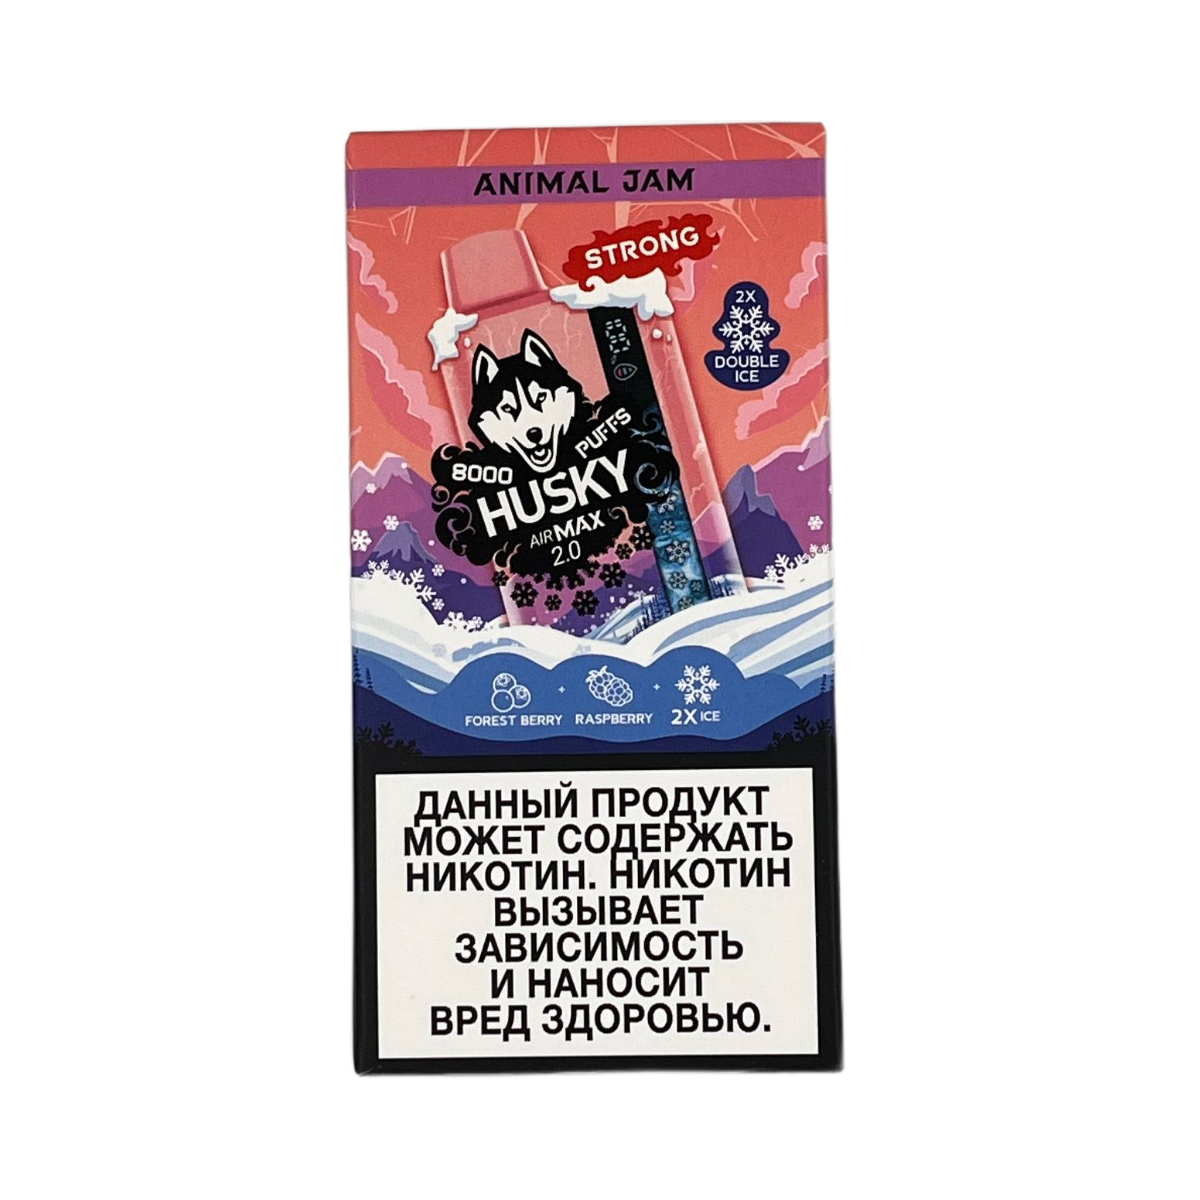 ANIMAL JAM
STRONG
2X
DOUBLE
ICE
8000 PUFFS
HUSKY
AIR MAX
2.0
FOREST BERRY + RASPBERRY + 2X ICE
ДАННЫЙ ПРОДУКТ
МОЖЕТ СОДЕРЖАТЬ
НИКОТИН. НИКОТИН
ВЫЗЫВАЕТ
ЗАВИСИМОСТЬ
И НАНОСИТ
ВРЕД ЗДОРОВЬЮ.